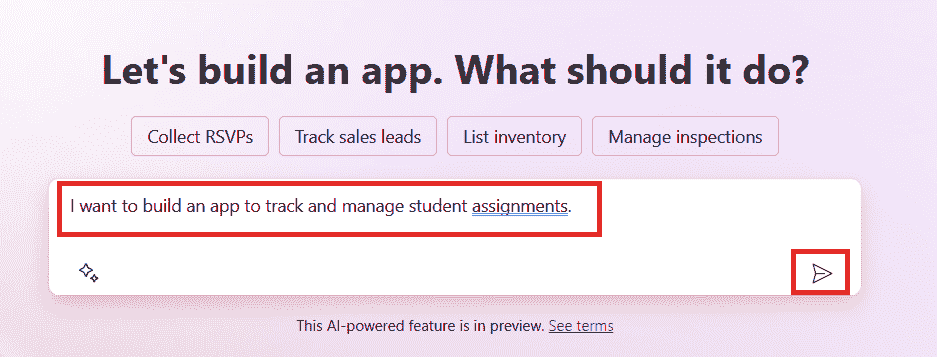 Let's build an app. What should it do?
Collect RSVPs Track sales leads List inventory Manage inspections
I want to build an app to track and manage student assignments.
This AI-powered feature is in preview. See terms